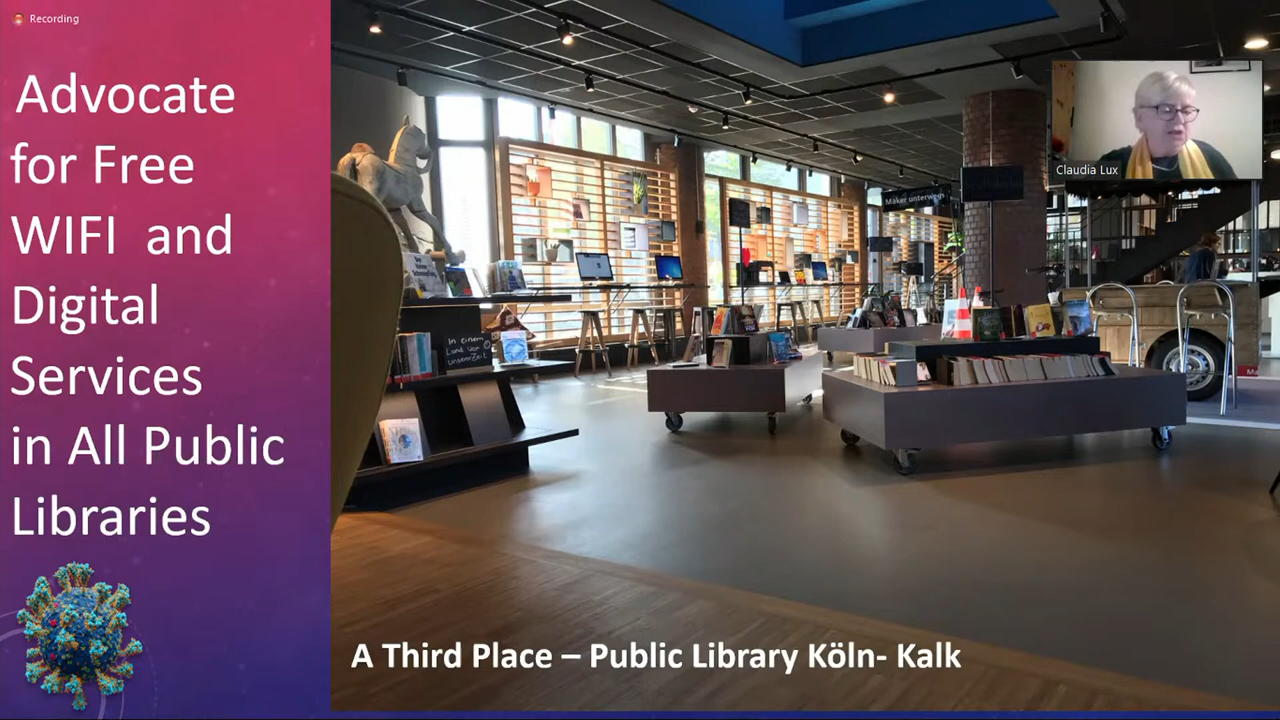 Recording
Advocate
for Free
WIFI and
Digital
Services
in All Public
Libraries
Claudia Lux
Maker unterwegs
In einem
Land vor
unserer Zeit
A Third Place – Public Library Köln- Kalk